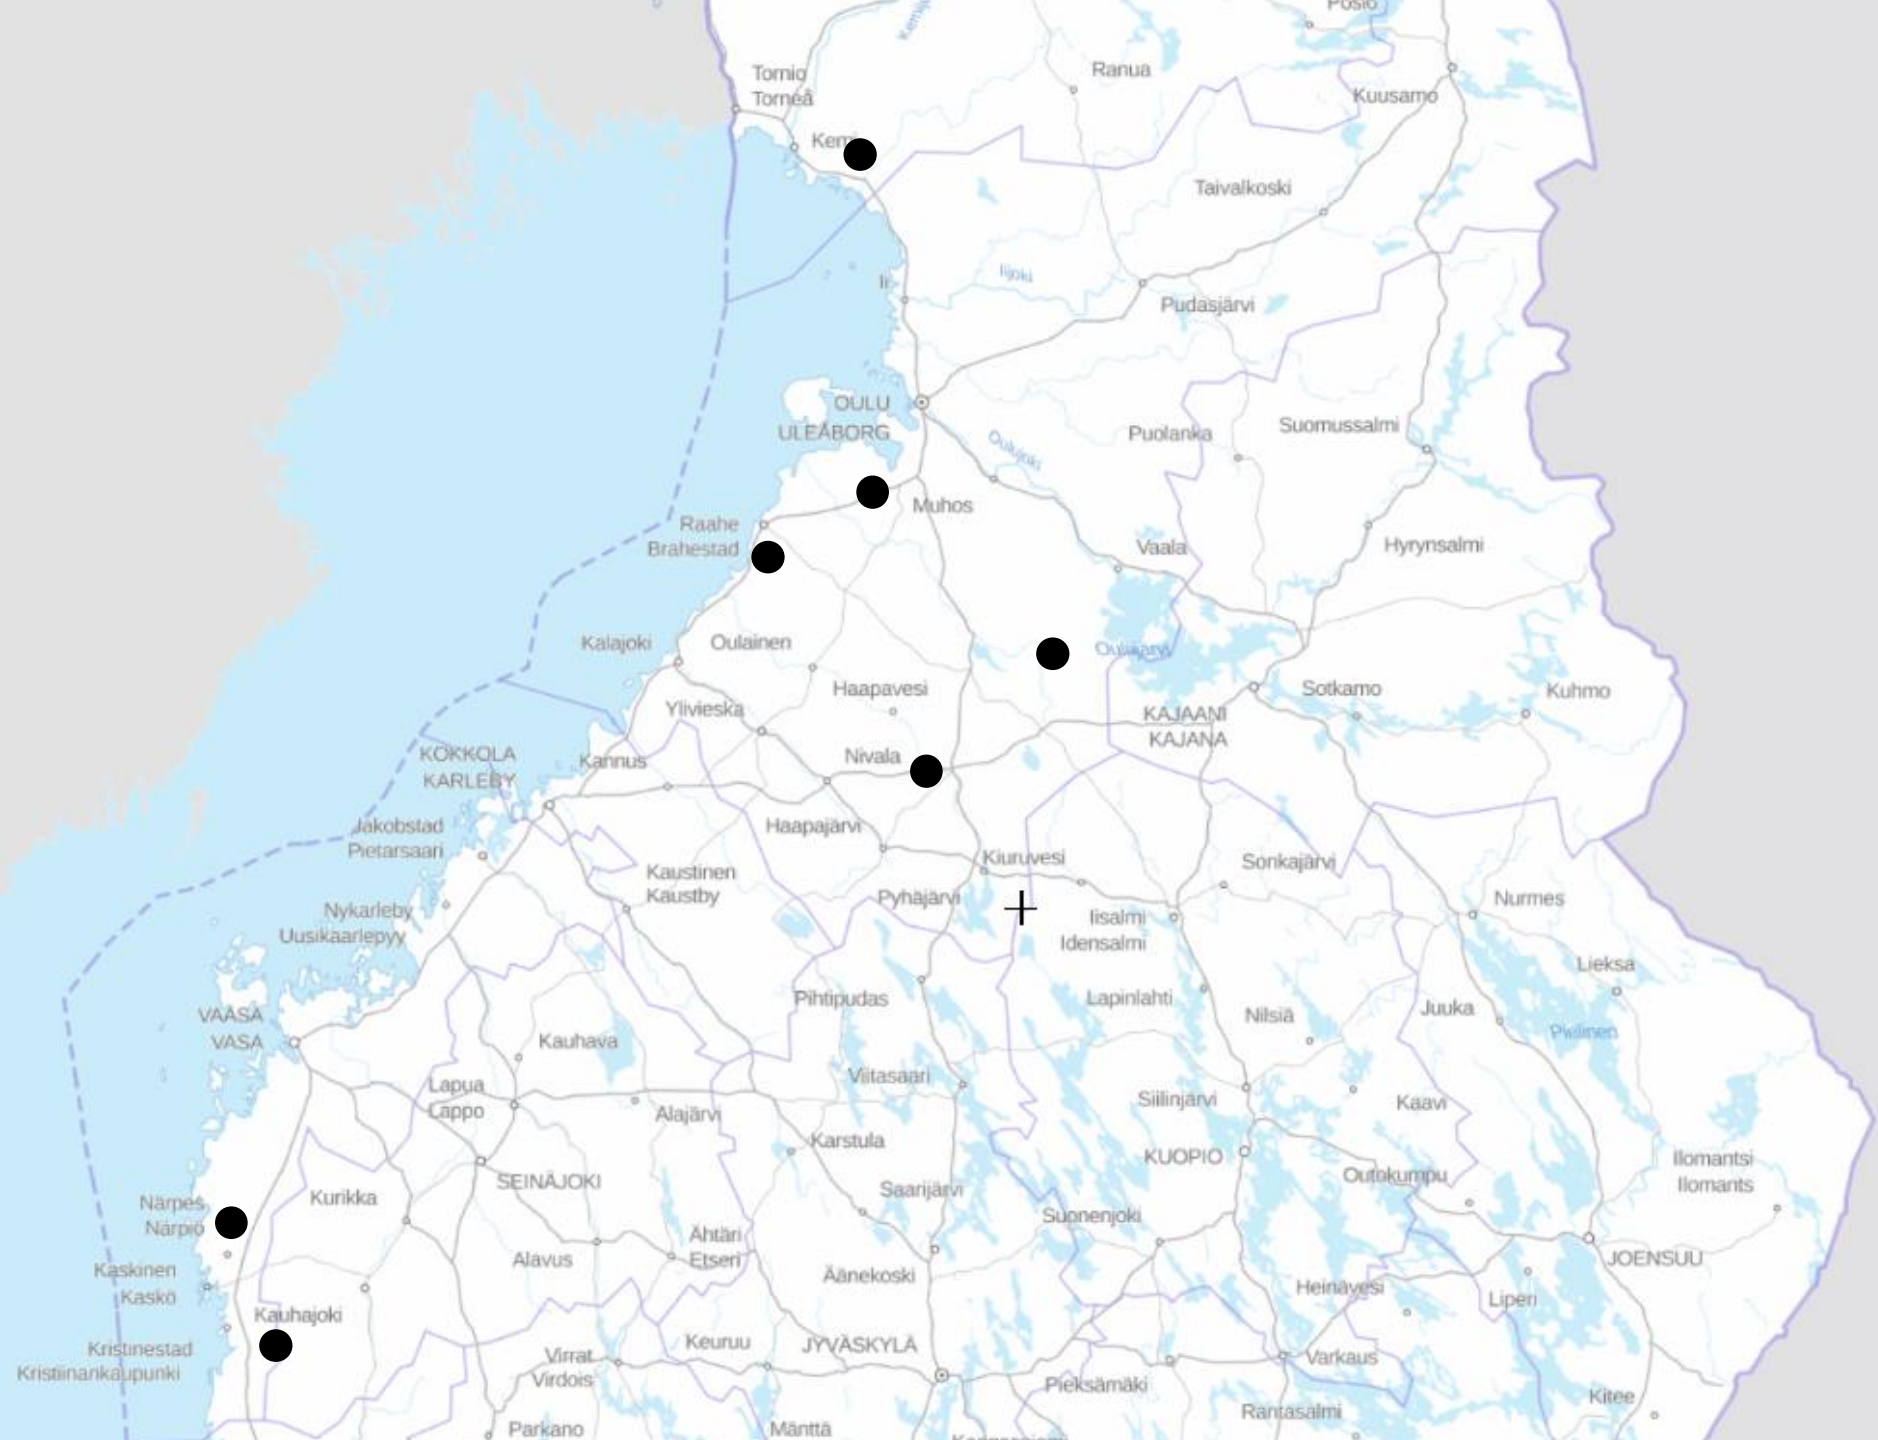 Posio
Tornio
Torneå
Ranua
Kuusamo
Taivalkoski
Iijoki
Ii
Pudasjärvi
OULU
ULEÅBORG
Oulujoki
Puolanka
Suomussalmi
Muhos
Raahe
Brahestad
Vaala
Hyrynsalmi
Kalajoki
Oulainen
Oulujärvi
Haapavesi
Sotkamo
Kuhmo
Ylivieska
KAJAANI
KAJANA
KOKKOLA
KARLEBY
Kannus
Nivala
Jakobstad
Pietarsaari
Haapajärvi
Kiuruvesi
Sonkajärvi
Kaustinen
Kaustby
Pyhäjärvi
Nurmes
Nykarleby
Uusikaarlepyy
Iisalmi
Idensalmi
Lieksa
Pihtipudas
Lapinlahti
Nilsiä
Juuka
VAASA
VASA
Kauhava
Pielinen
Lapua
Lappo
Viitasaari
Siilinjärvi
Kaavi
Alajärvi
Karstula
KUOPIO
Ilomantsi
Ilomants
Närpes
Närpiö
Kurikka
SEINÄJOKI
Saarijärvi
Outokumpu
Suonenjoki
Ähtäri
Etseri
Alavus
Kaskinen
Kaskö
Äänekoski
JOENSUU
Heinävesi
Liperi
Kauhajoki
Kristinestad
Kristiinankaupunki
Keuruu
JYVÄSKYLÄ
Virrat
Virdois
Varkaus
Pieksämäki
Kitee
Rantasalmi
Parkano
Mänttä